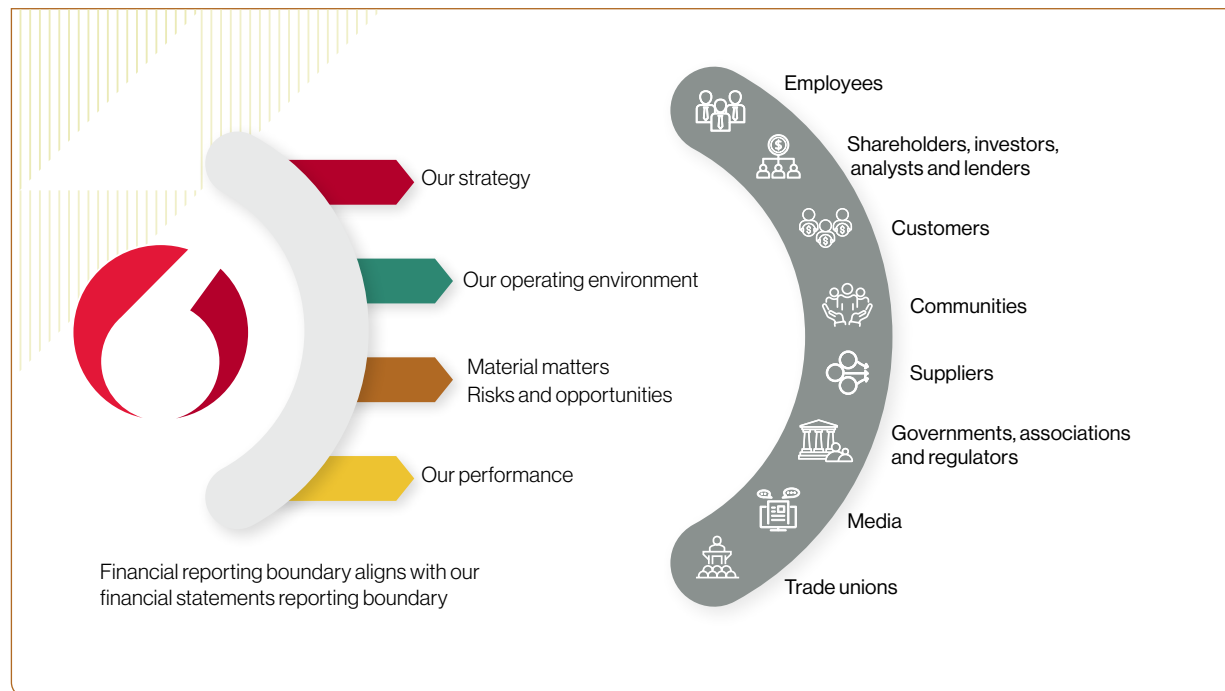 Our strategy
Our operating environment
Material matters
Risks and opportunities
Our performance
Financial reporting boundary aligns with our
financial statements reporting boundary
Employees
Shareholders, investors,
analysts and lenders
Customers
Communities
Suppliers
Governments, associations
and regulators
Media
Trade unions